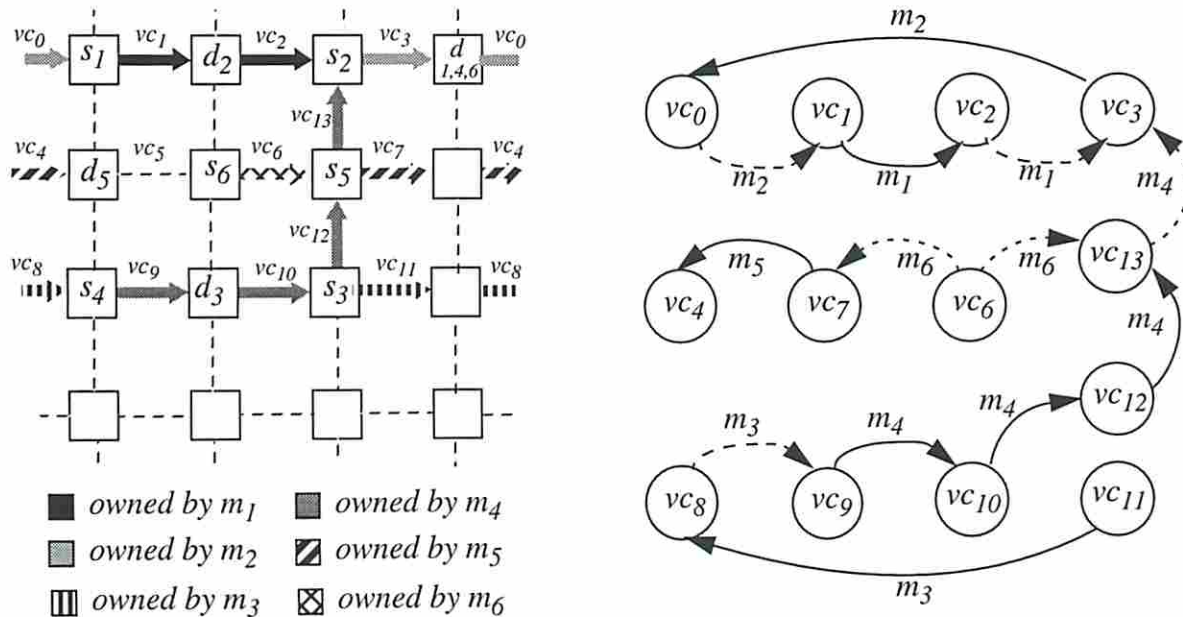 vc0 vc1 vc2 vc3 vc0
s1 d2 s2 d 1,4,6
vc13
vc4 vc5 vc6 vc7 vc4
d5 s6 s5
vc12
vc8 vc9 vc10 vc11 vc8
s4 d3 s3
owned by m1 owned by m4
owned by m2 owned by m5
owned by m3 owned by m6
m2
vc0 vc1 vc2 vc3
m2 m1 m1 m4
m5 m6 m6 vc13
vc4 vc7 vc6
m4
m4 vc12
m3 m4
vc8 vc9 vc10 vc11
m3